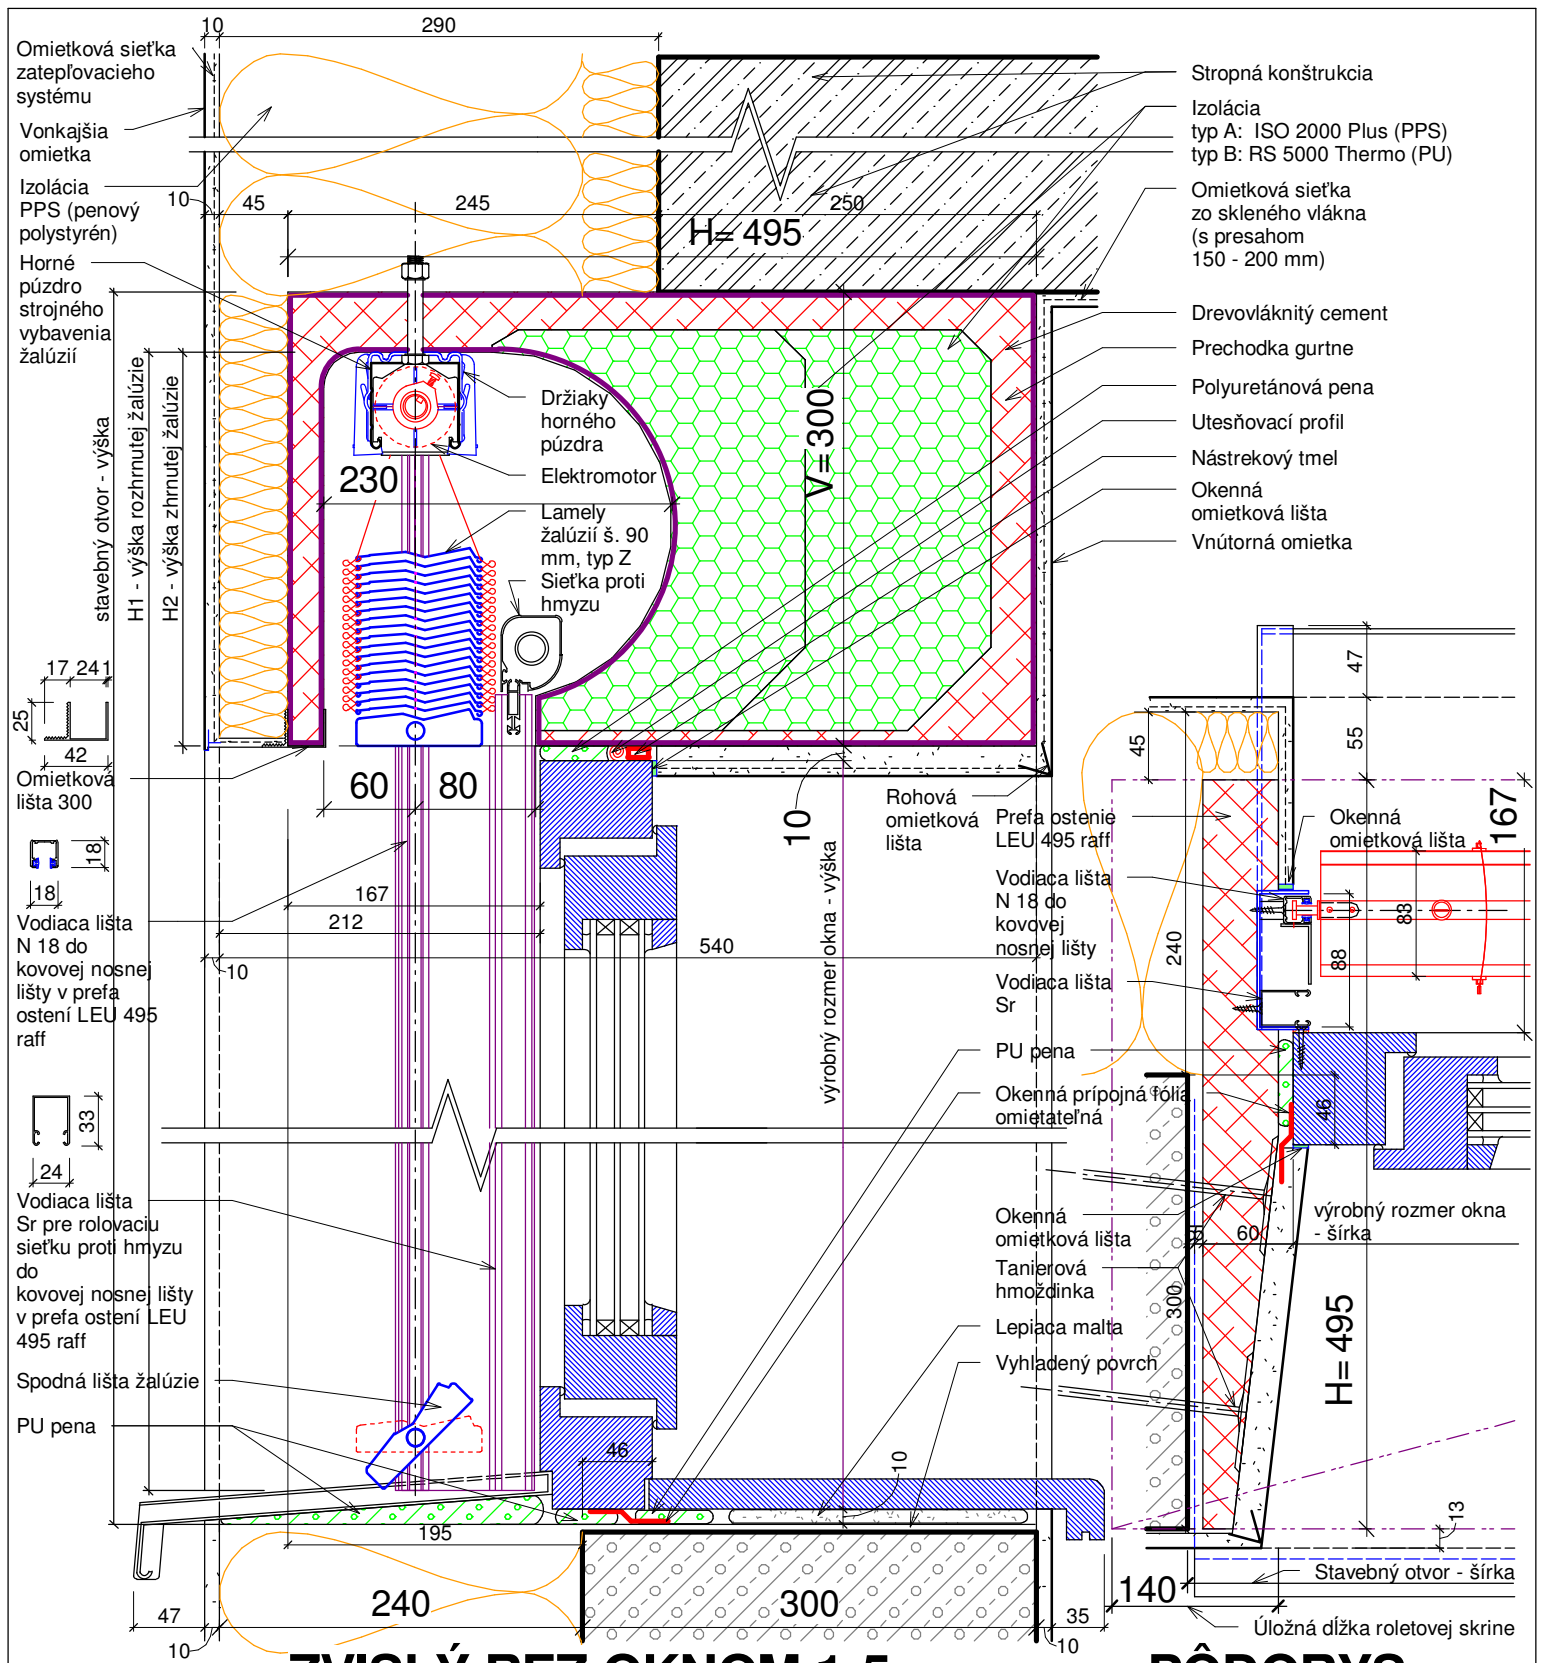 10
290
Omietková sieťka
zatepľovacieho
systému
Vonkajšia
omietka
Izolácia
PPS (penový
polystyrén)
10
45
245
250
H= 495
Horné
púzdro
strojného
vybavenia
žalúzií
Stropná konštrukcia
Izolácia
typ A:  ISO 2000 Plus (PPS)
typ B: RS 5000 Thermo (PU)
Omietková sieťka
zo skleného vlákna
(s presahom
150 - 200 mm)
Drevovláknitý cement
Prechodka gurtne
Polyuretánová pena
Utesňovací profil
Nástrekový tmel
Okenná
omietková lišta
Vnútorná omietka
stavebný otvor - výška
H1 - výška rozhrnutej žalúzie
H2 - výška zhrnutej žalúzie
Držiaky
horného
púzdra
Elektromotor
230
Lamely
žalúzií š. 90
mm, typ Z
Sieťka proti
hmyzu
V= 300
17
24
1
25
42
Omietková
lišta 300
60
80
10
Rohová
omietková
lišta
18
18
167
212
540
10
Vodiaca lišta
N 18 do
kovovej nosnej
lišty v prefa
ostení LEU 495
raff
výrobný rozmer okna - výška
33
24
Vodiaca lišta
Sr pre rolovaciu
sieťku proti hmyzu
do
kovovej nosnej lišty
v prefa ostení LEU
495 raff
Spodná lišta žalúzie
PU pena
46
10
195
47
10
240
300
35
10
47
55
45
167
Prefa ostenie
LEU 495 raff
Okenná
omietková lišta
Vodiaca lišta
N 18 do
kovovej
nosnej lišty
240
83
88
Vodiaca lišta
Sr
PU pena
Okenná prípojná fólia
omietateľná
46
Okenná
omietková lišta
60
výrobný rozmer okna
- šírka
Tanierová
hmoždinka
300
H= 495
Lepiaca malta
Vyhladený povrch
13
Stavebný otvor - šírka
140
Úložná dĺžka roletovej skrine
ZVISLÝ REZ OKNOM 1:5
PÔDORYS